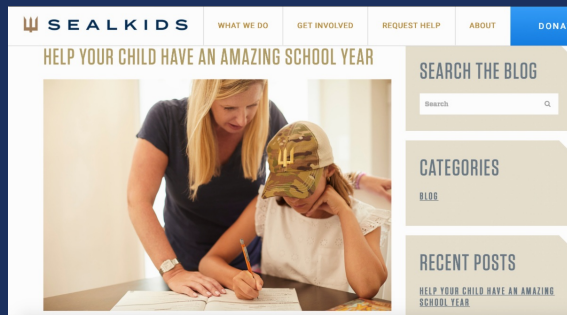 SEALKIDS
WHAT WE DO
GET INVOLVED
REQUEST HELP
ABOUT
DONA
HELP YOUR CHILD HAVE AN AMAZING SCHOOL YEAR
SEARCH THE BLOG
Search
CATEGORIES
BLOG
RECENT POSTS
HELP YOUR CHILD HAVE AN AMAZING
SCHOOL YEAR